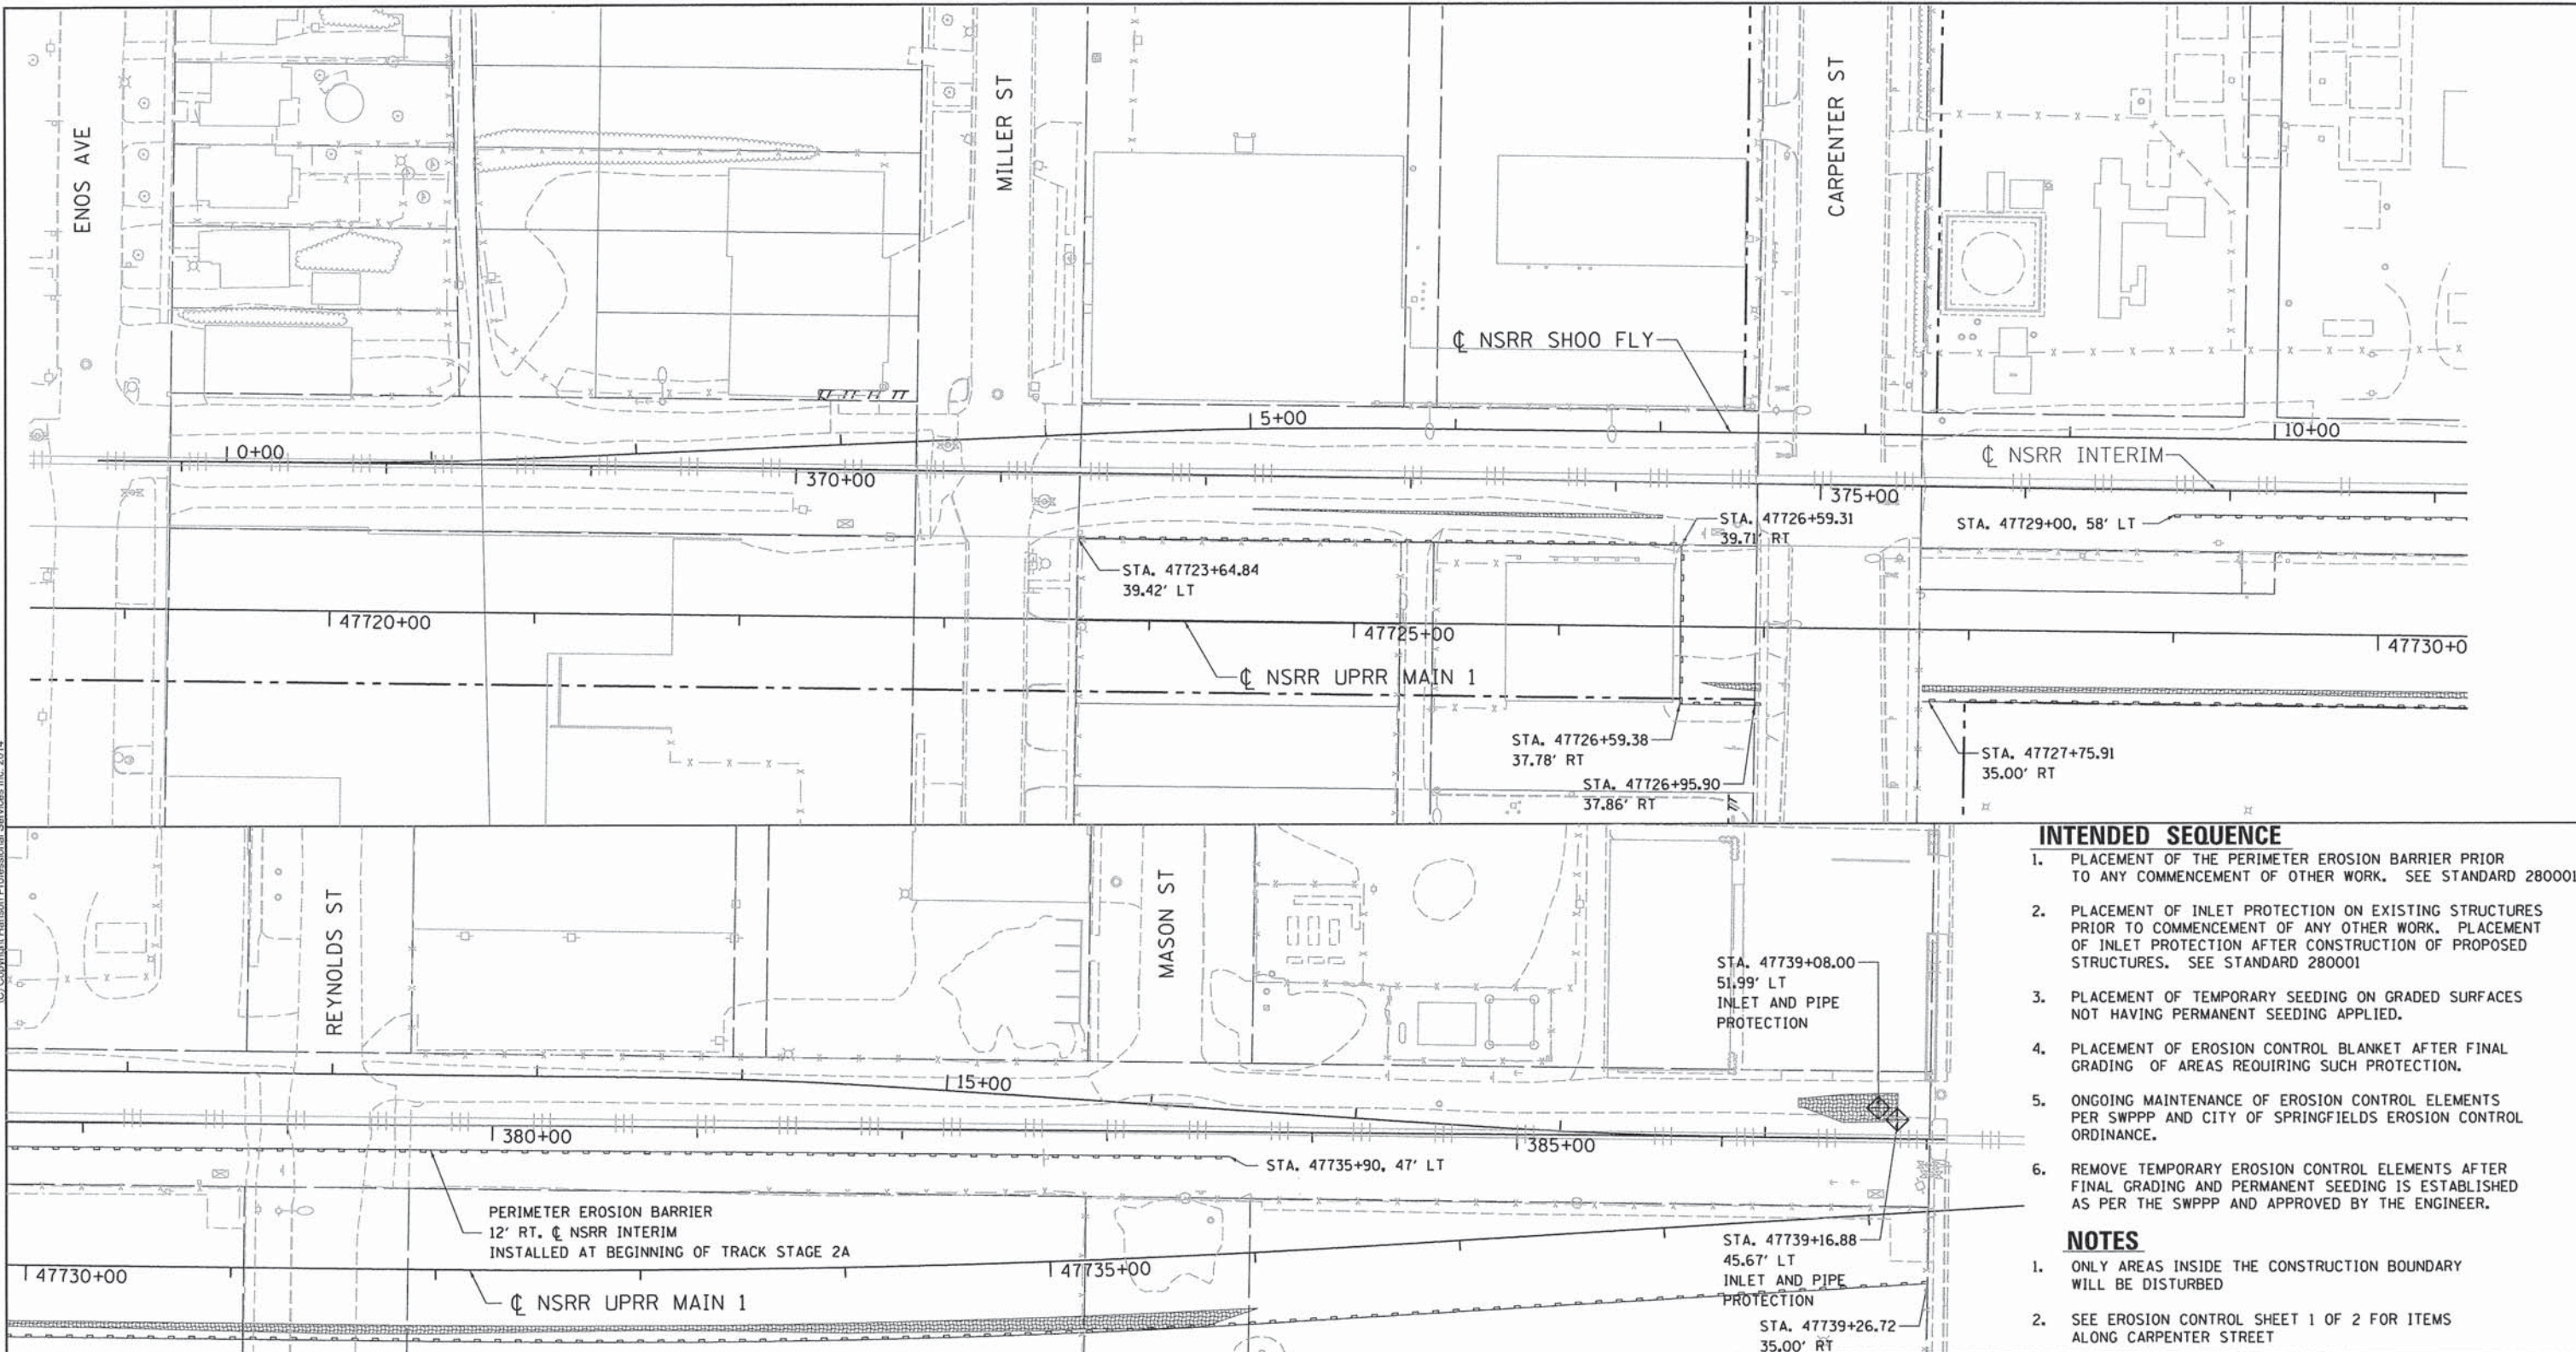 ENOS AVE
MILLER ST
CARPENTER ST
℄ NSRR SHOO FLY
0+00
5+00
10+00
℄ NSRR INTERIM
370+00
375+00
STA. 47726+59.31
39.71' RT
STA. 47729+00, 58' LT
STA. 47723+64.84
39.42' LT
47720+00
47725+00
47730+0
℄ NSRR UPRR MAIN 1
STA. 47726+59.38
37.78' RT
STA. 47726+95.90
37.86' RT
STA. 47727+75.91
35.00' RT
REYNOLDS ST
MASON ST
STA. 47739+08.00
51.99' LT
INLET AND PIPE
PROTECTION
15+00
380+00
385+00
STA. 47735+90, 47' LT
PERIMETER EROSION BARRIER
12' RT. ℄ NSRR INTERIM
INSTALLED AT BEGINNING OF TRACK STAGE 2A
47730+00
47735+00
℄ NSRR UPRR MAIN 1
STA. 47739+16.88
45.67' LT
INLET AND PIPE
PROTECTION
STA. 47739+26.72
35.00' RT
INTENDED SEQUENCE
1. PLACEMENT OF THE PERIMETER EROSION BARRIER PRIOR
TO ANY COMMENCEMENT OF OTHER WORK. SEE STANDARD 280001
2. PLACEMENT OF INLET PROTECTION ON EXISTING STRUCTURES
PRIOR TO COMMENCEMENT OF ANY OTHER WORK. PLACEMENT
OF INLET PROTECTION AFTER CONSTRUCTION OF PROPOSED
STRUCTURES. SEE STANDARD 280001
3. PLACEMENT OF TEMPORARY SEEDING ON GRADED SURFACES
NOT HAVING PERMANENT SEEDING APPLIED.
4. PLACEMENT OF EROSION CONTROL BLANKET AFTER FINAL
GRADING OF AREAS REQUIRING SUCH PROTECTION.
5. ONGOING MAINTENANCE OF EROSION CONTROL ELEMENTS
PER SWPPP AND CITY OF SPRINGFIELDS EROSION CONTROL
ORDINANCE.
6. REMOVE TEMPORARY EROSION CONTROL ELEMENTS AFTER
FINAL GRADING AND PERMANENT SEEDING IS ESTABLISHED
AS PER THE SWPPP AND APPROVED BY THE ENGINEER.
NOTES
1. ONLY AREAS INSIDE THE CONSTRUCTION BOUNDARY
WILL BE DISTURBED
2. SEE EROSION CONTROL SHEET 1 OF 2 FOR ITEMS
ALONG CARPENTER STREET